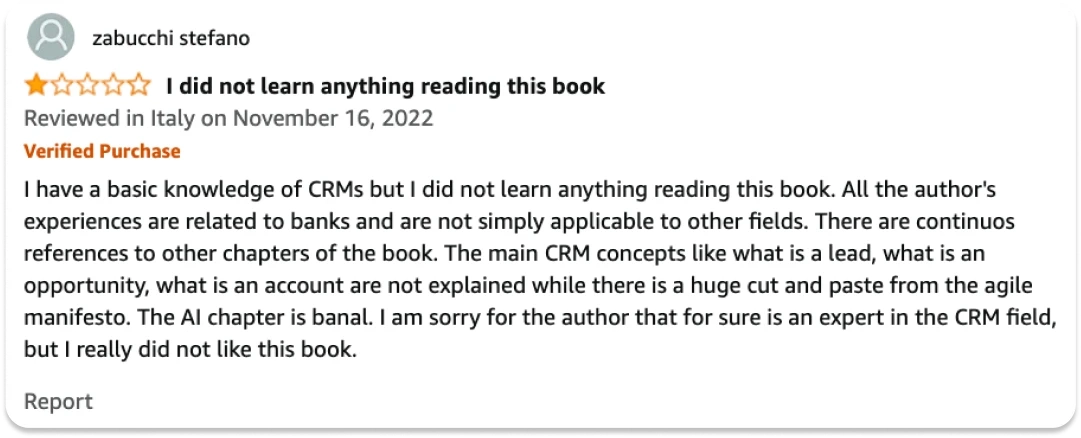 zabucchi stefano
I did not learn anything reading this book
Reviewed in Italy on November 16, 2022
Verified Purchase
I have a basic knowledge of CRMs but I did not learn anything reading this book. All the author's
experiences are related to banks and are not simply applicable to other fields. There are continuos
references to other chapters of the book. The main CRM concepts like what is a lead, what is an
opportunity, what is an account are not explained while there is a huge cut and paste from the agile
manifesto. The AI chapter is banal. I am sorry for the author that for sure is an expert in the CRM field,
but I really did not like this book.
Report